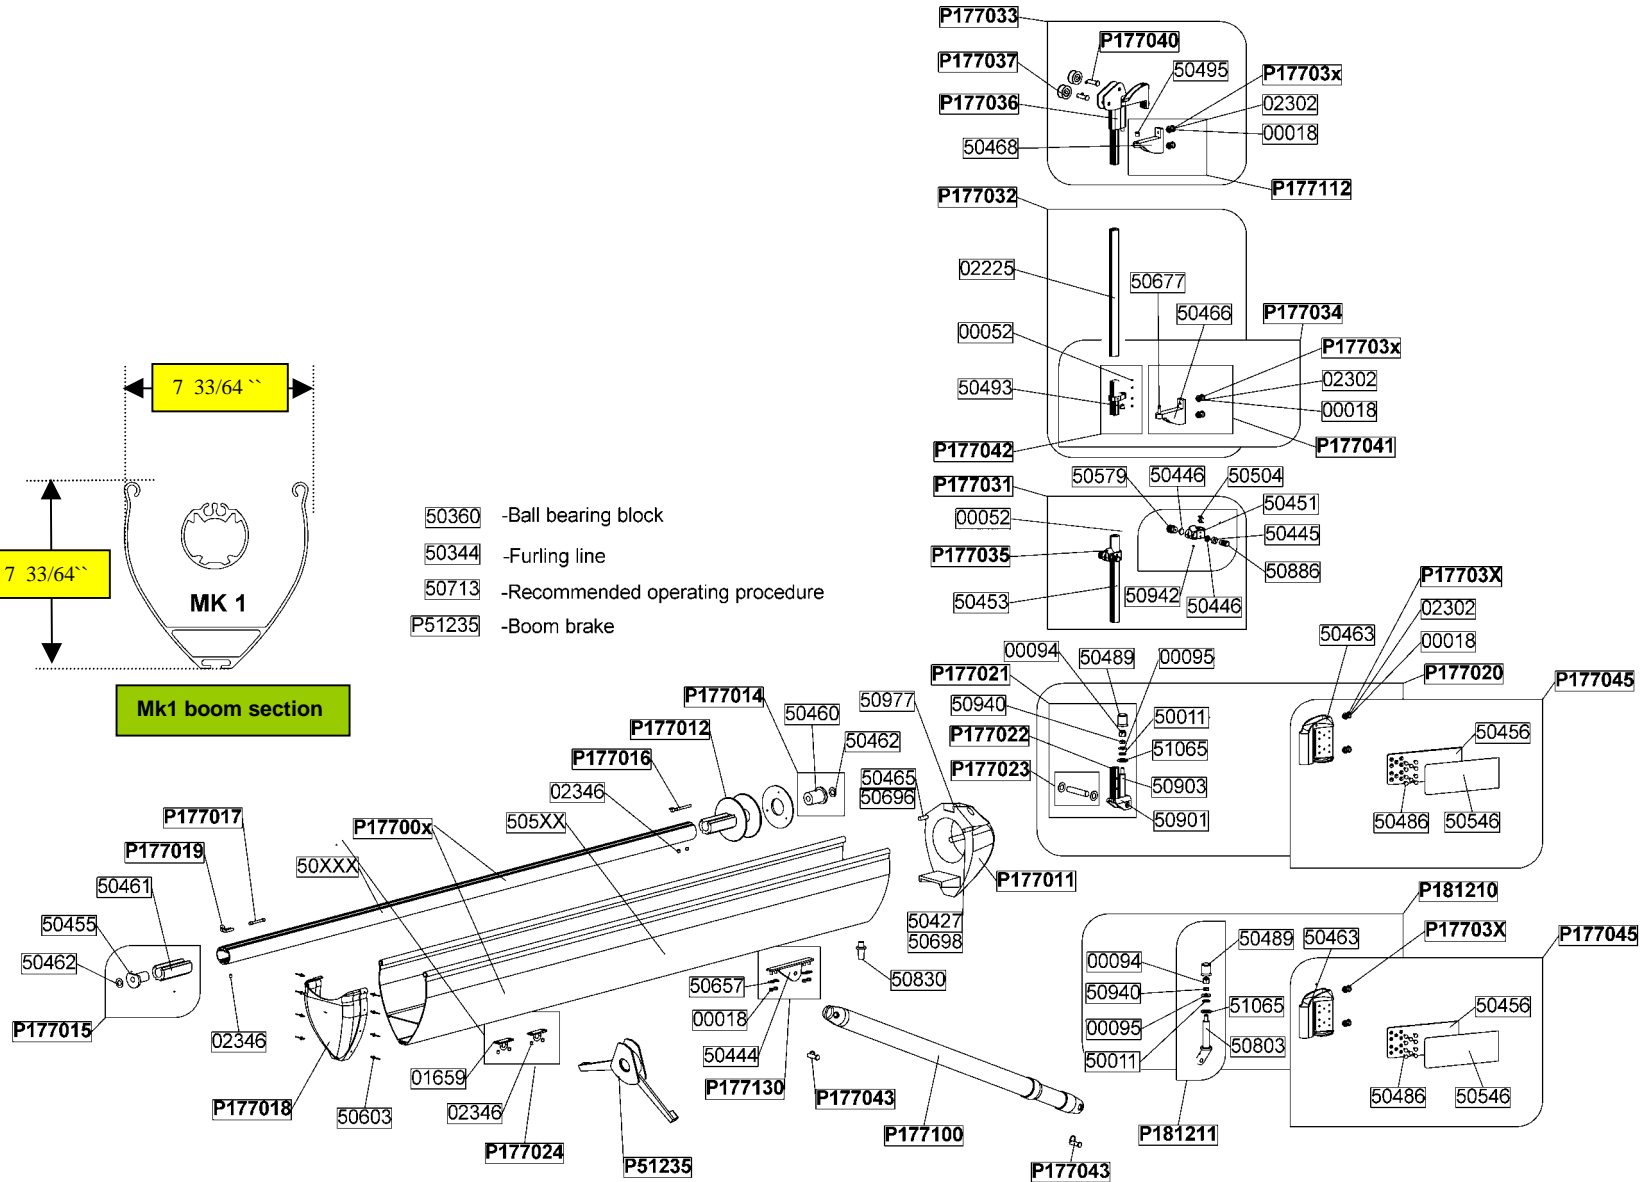 P177033
P177040
P177037
50495
P17703x
P177036
02302
00018
50468
P177112
P177032
02225
50677
50466
P177034
00052
P17703x
50493
02302
00018
P177042
P177041
7 33/64 ``
7 33/64``
MK 1
Mk1 boom section
50360 -Ball bearing block
50344 -Furling line
50713 -Recommended operating procedure
P51235 -Boom brake
50579
50446
50504
P177031
50451
00052
50445
P177035
50886
50453
50942
50446
P17703X
02302
50463
00018
00094
50489
00095
P177021
P177020
P177045
50940
50011
P177022
51065
50456
P177023
50903
50901
50486
50546
P177014
50460
50977
P177012
50462
P177016
50465
50696
02346
P177017
P17700x
505XX
P177019
50XXX
50461
P177011
50455
50427
50698
50462
50657
50830
P177015
02346
00018
50444
01659
P177130
P177018
50603
02346
P177043
P177024
P177100
P51235
P177043
P181210
50489
50463
P17703X
P177045
00094
50940
51065
50456
00095
50803
50011
50486
50546
P181211